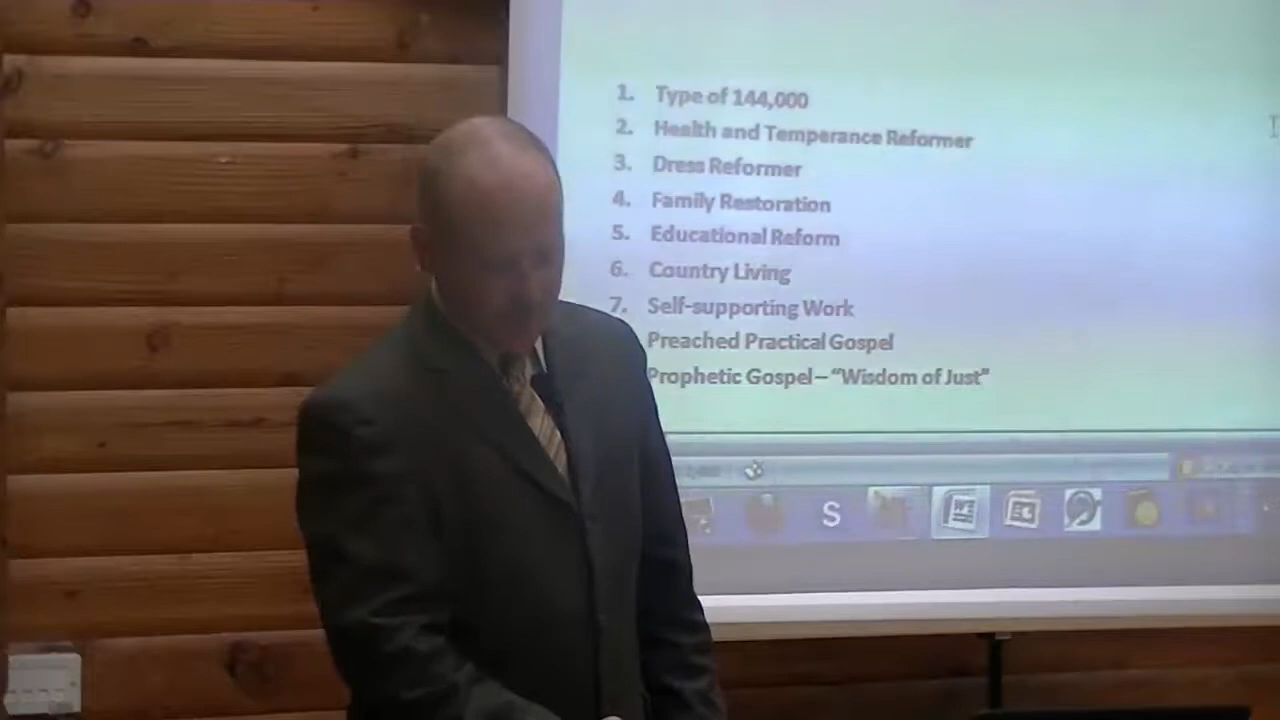 1. Type of 144,000
2. Health and Temperance Reformer
3. Dress Reformer
4. Family Restoration
5. Educational Reform
6. Country Living
7. Self-supporting Work
Preached Practical Gospel
Prophetic Gospel – "Wisdom of Just"
S